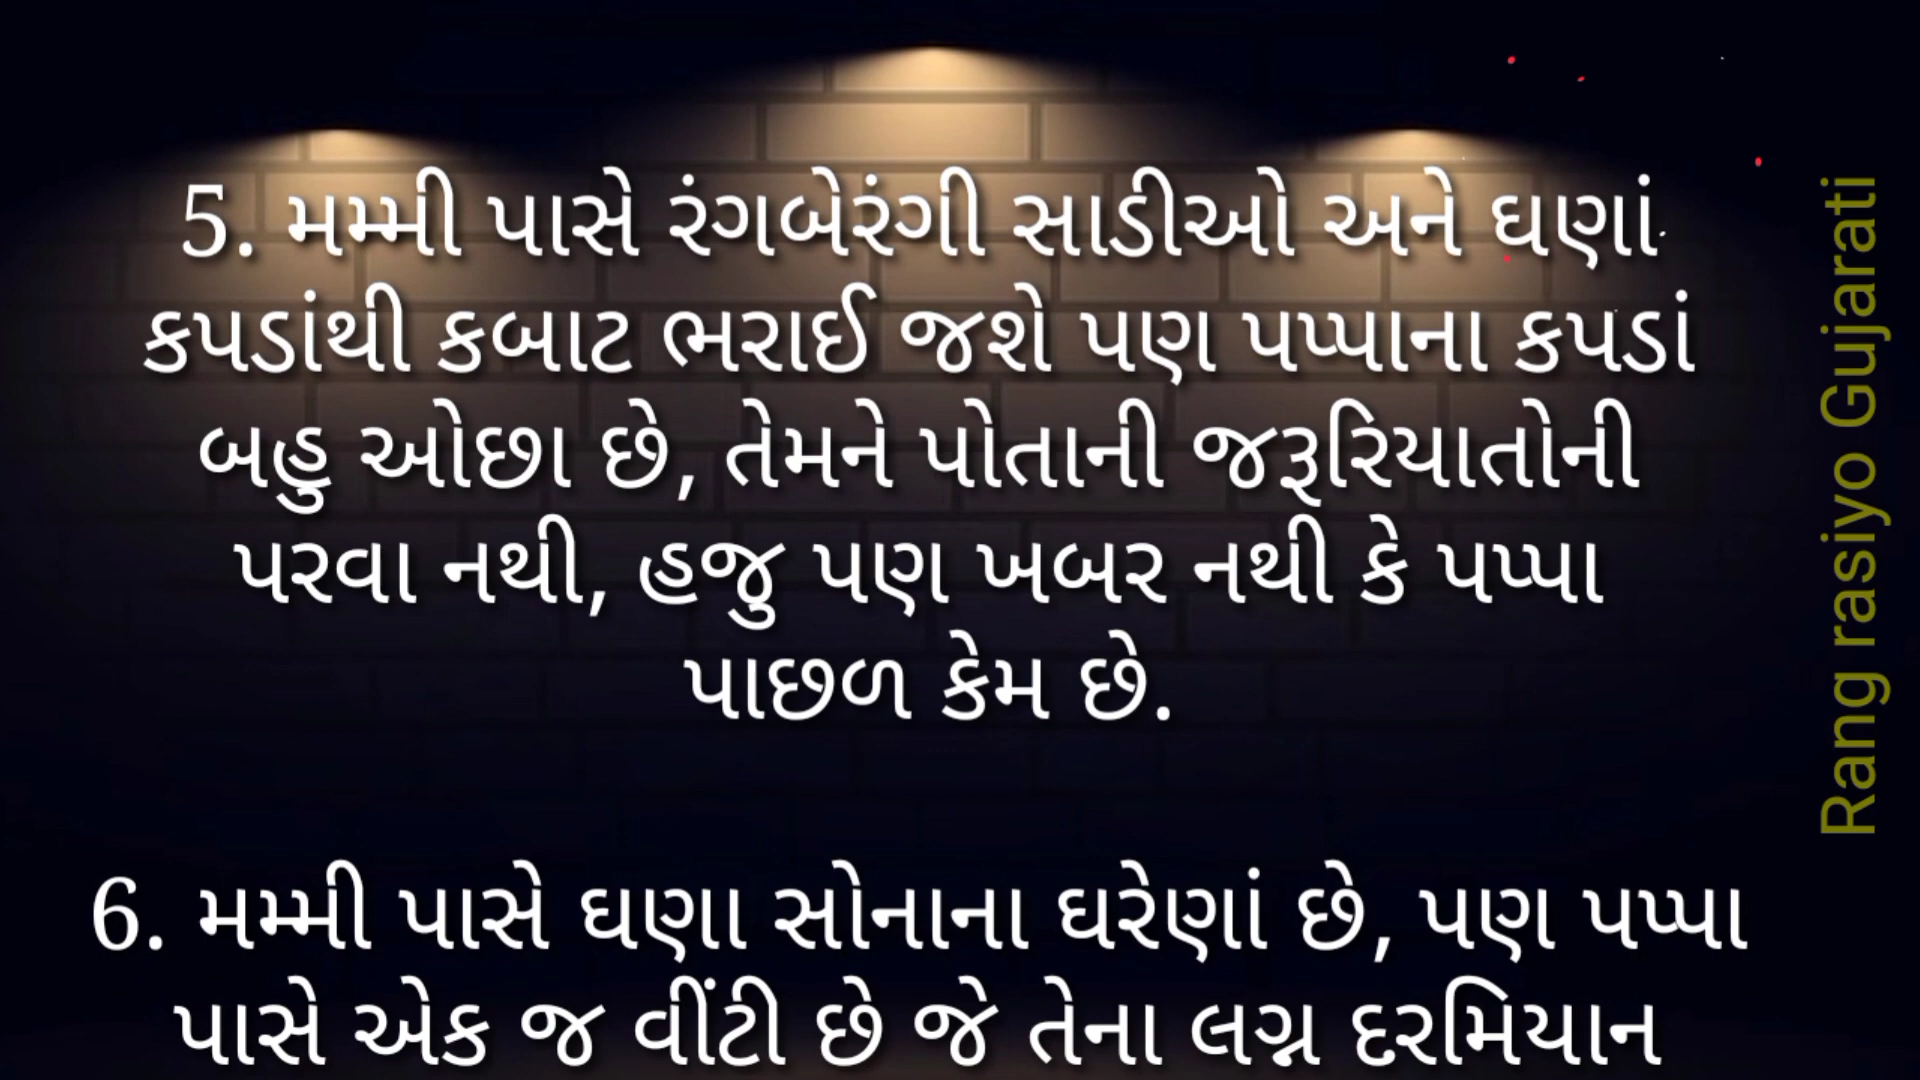 5. મમ્મી પાસે રંગબેરંગી સાડીઓ અને ઘણાં
કપડાંથી કબાટ ભરાઈ જશે પણ પપ્પાના કપડાં
બહુ ઓછા છે, તેમને પોતાની જરૂરિયાતોની
પરવા નથી, હજુ પણ ખબર નથી કે પપ્પા
પાછળ કેમ છે.
6. મમ્મી પાસે ઘણા સોનાના ઘરેણાં છે, પણ પપ્પા
પાસે એક જ વીંટી છે જે તેના લગ્ન દરમિયાન
Rang rasiyo Gujarati